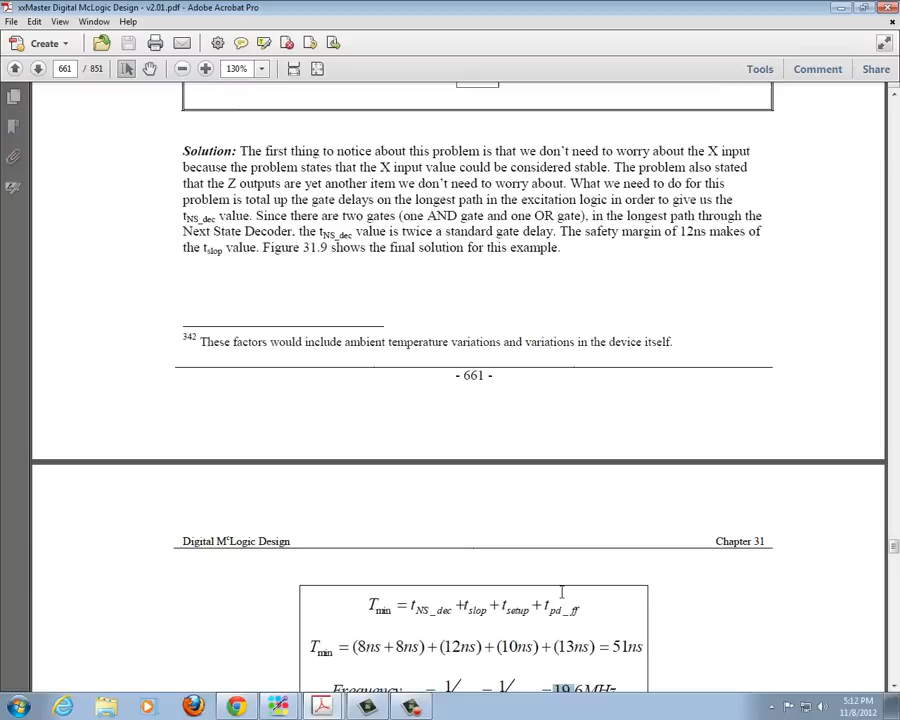 xxMaster Digital McLogic Design - v2.01.pdf - Adobe Acrobat Pro
File Edit View Window Help
Create
661 / 851 130% Tools Comment Share
Solution: The first thing to notice about this problem is that we don't need to worry about the X input
because the problem states that the X input value could be considered stable. The problem also stated
that the Z outputs are yet another item we don't need to worry about. What we need to do for this
problem is total up the gate delays on the longest path in the excitation logic in order to give us the
tNS_dec value. Since there are two gates (one AND gate and one OR gate), in the longest path through the
Next State Decoder, the tNS_dec value is twice a standard gate delay. The safety margin of 12ns makes of
the tslop value. Figure 31.9 shows the final solution for this example.
342 These factors would include ambient temperature variations and variations in the device itself.
- 661 -
Digital McLogic Design Chapter 31
Tmin = tNS_dec + tslop + tsetup + tpd_ff
Tmin = (8ns + 8ns) + (12ns) + (10ns) + (13ns) = 51ns
Frequency = 1/ = 1/ = 19.6MHz
5:12 PM
11/8/2012